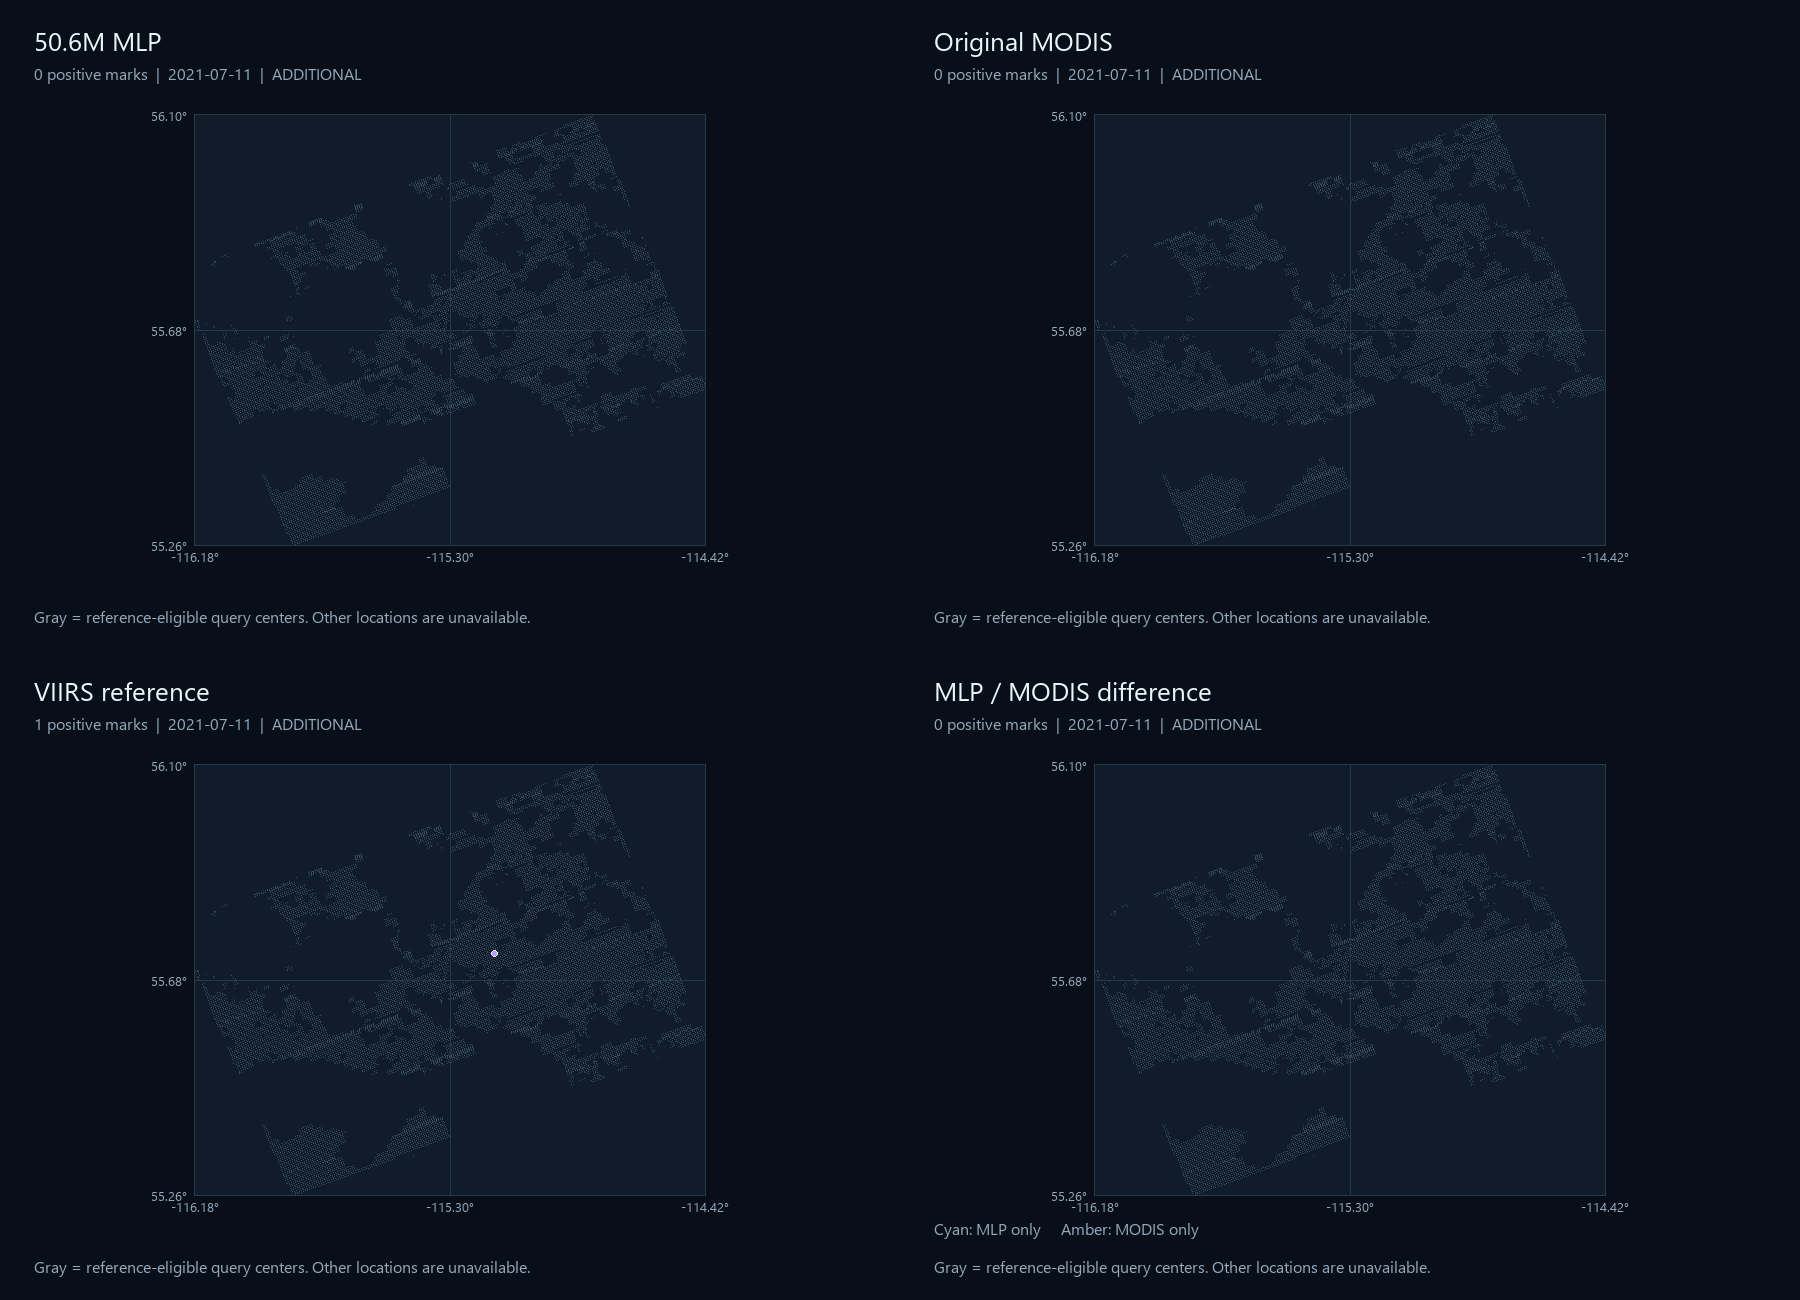 50.6M MLP
0 positive marks | 2021-07-11 | ADDITIONAL
56.10°
55.68°
55.26°
-116.18°
-115.30°
-114.42°
Gray = reference-eligible query centers. Other locations are unavailable.
Original MODIS
0 positive marks | 2021-07-11 | ADDITIONAL
56.10°
55.68°
55.26°
-116.18°
-115.30°
-114.42°
Gray = reference-eligible query centers. Other locations are unavailable.
VIIRS reference
1 positive marks | 2021-07-11 | ADDITIONAL
56.10°
55.68°
55.26°
-116.18°
-115.30°
-114.42°
Gray = reference-eligible query centers. Other locations are unavailable.
MLP / MODIS difference
0 positive marks | 2021-07-11 | ADDITIONAL
56.10°
55.68°
55.26°
-116.18°
-115.30°
-114.42°
Cyan: MLP only Amber: MODIS only
Gray = reference-eligible query centers. Other locations are unavailable.